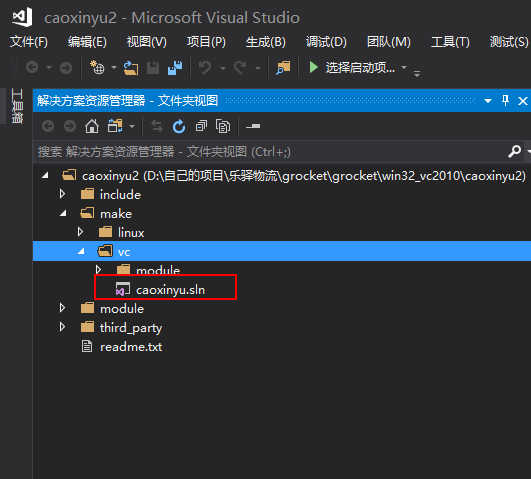 caoxinyu2 - Microsoft Visual Studio
文件(F) 编辑(E) 视图(V) 项目(P) 生成(B) 调试(D) 团队(M) 工具(T) 测试(S)
选择启动项...
工具箱
解决方案资源管理器 - 文件夹视图
搜索 解决方案资源管理器 - 文件夹视图 (Ctrl+;)
caoxinyu2 (D:\自己的项目\乐驿物流\grocket\grocket\win32_vc2010\caoxinyu2)
include
make
linux
vc
module
caoxinyu.sln
module
third_party
readme.txt